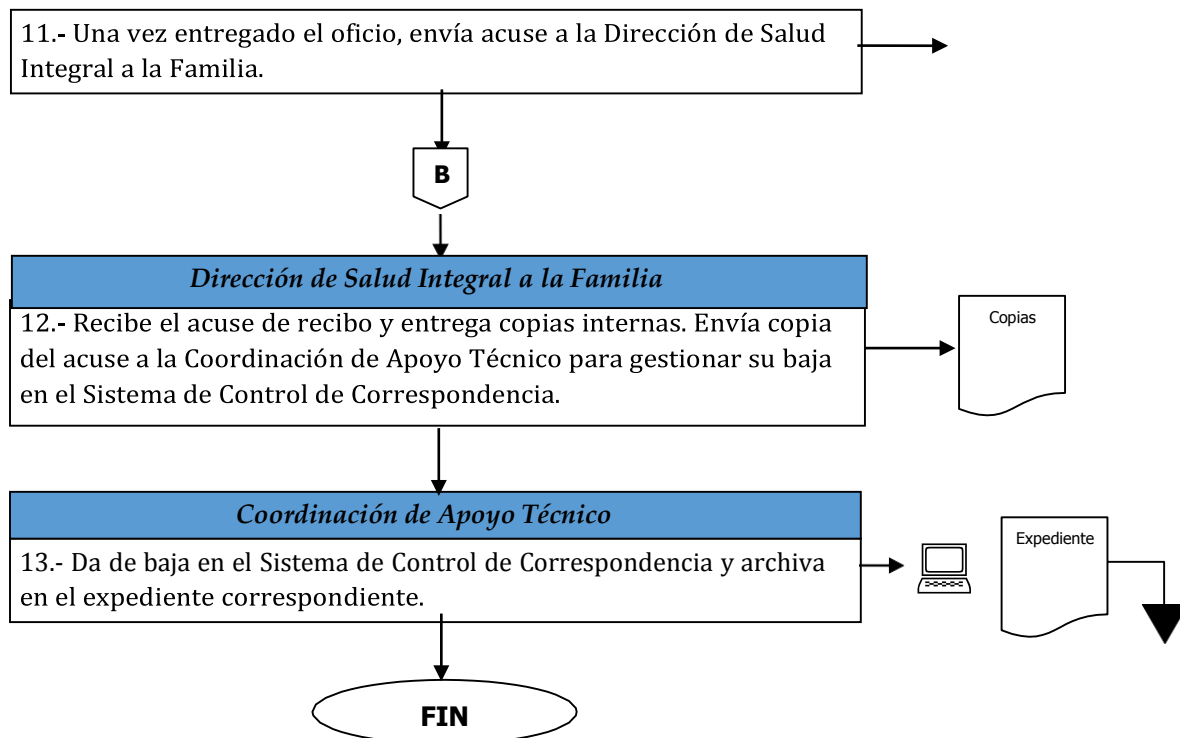 11.- Una vez entregado el oficio, envía acuse a la Dirección de Salud
Integral a la Familia.
B
Dirección de Salud Integral a la Familia
12.- Recibe el acuse de recibo y entrega copias internas. Envía copia
del acuse a la Coordinación de Apoyo Técnico para gestionar su baja
en el Sistema de Control de Correspondencia.
Copias
Coordinación de Apoyo Técnico
13.- Da de baja en el Sistema de Control de Correspondencia y archiva
en el expediente correspondiente.
Expediente
FIN